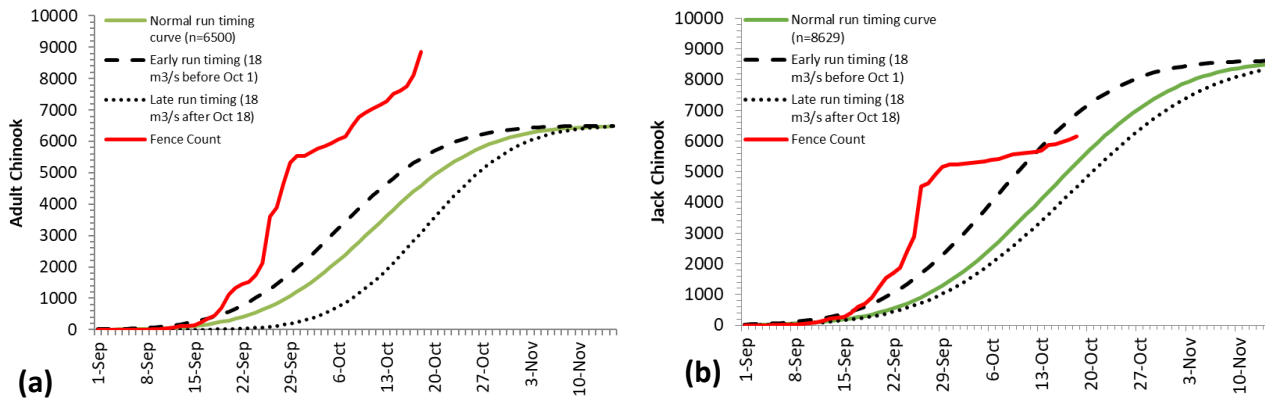 10000
9000
8000
7000
6000
5000
4000
3000
2000
1000
0
Adult Chinook
Normal run timing
curve (n=6500)
Early run timing (18
m3/s before Oct 1)
Late run timing (18
m3/s after Oct 18)
Fence Count
1-Sep
8-Sep
15-Sep
22-Sep
29-Sep
6-Oct
13-Oct
20-Oct
27-Oct
3-Nov
10-Nov
(a)
10000
9000
8000
7000
6000
5000
4000
3000
2000
1000
0
Jack Chinook
Normal run timing curve
(n=8629)
Early run timing (18
m3/s before Oct 1)
Late run timing (18
m3/s after Oct 18)
Fence Count
1-Sep
8-Sep
15-Sep
22-Sep
29-Sep
6-Oct
13-Oct
20-Oct
27-Oct
3-Nov
10-Nov
(b)